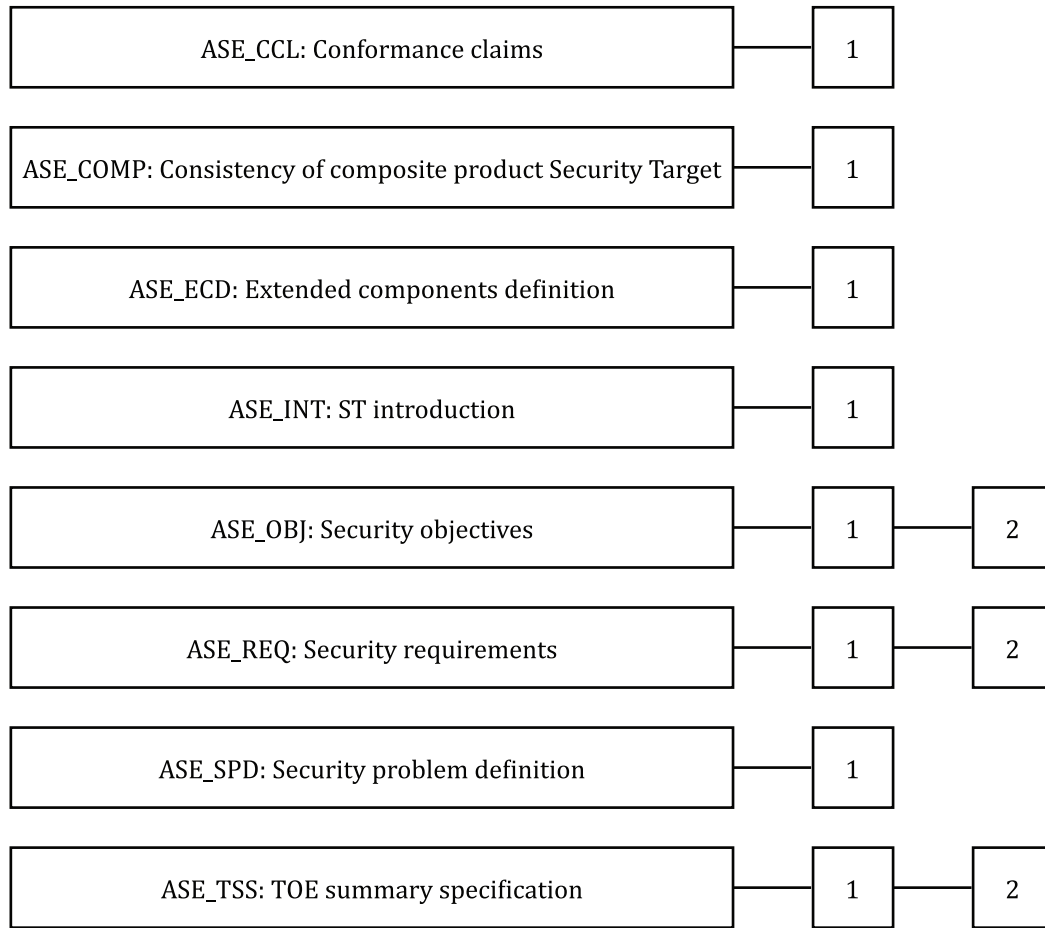 ASE_CCL: Conformance claims 1
ASE_COMP: Consistency of composite product Security Target 1
ASE_ECD: Extended components definition 1
ASE_INT: ST introduction 1
ASE_OBJ: Security objectives 1 2
ASE_REQ: Security requirements 1 2
ASE_SPD: Security problem definition 1
ASE_TSS: TOE summary specification 1 2